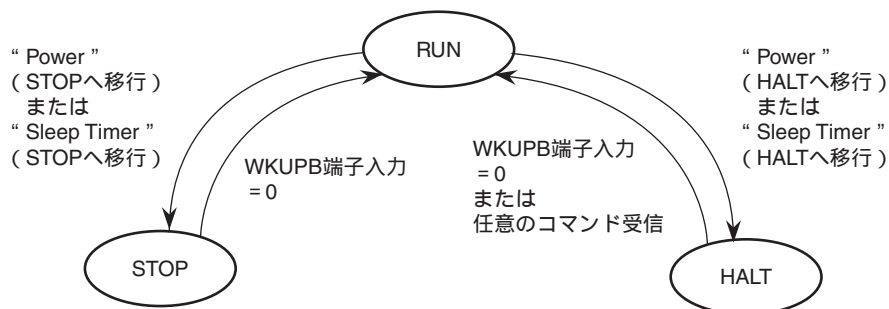 RUN
“ Power ”
( STOPへ移行 )
または
“ Sleep Timer ”
( STOPへ移行 )
WKUPB端子入力
= 0
WKUPB端子入力
= 0
または
任意のコマンド受信
“ Power ”
( HALTへ移行 )
または
“ Sleep Timer ”
( HALTへ移行 )
STOP
HALT